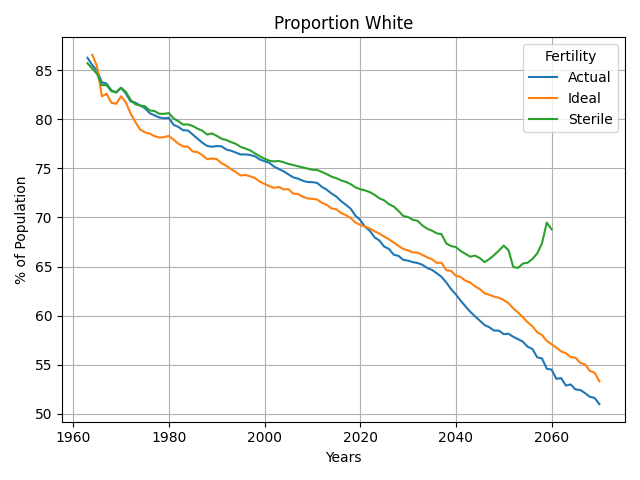 Proportion White
Fertility
Actual
Ideal
Sterile
% of Population
85
80
75
70
65
60
55
50
1960
1980
2000
2020
2040
2060
Years